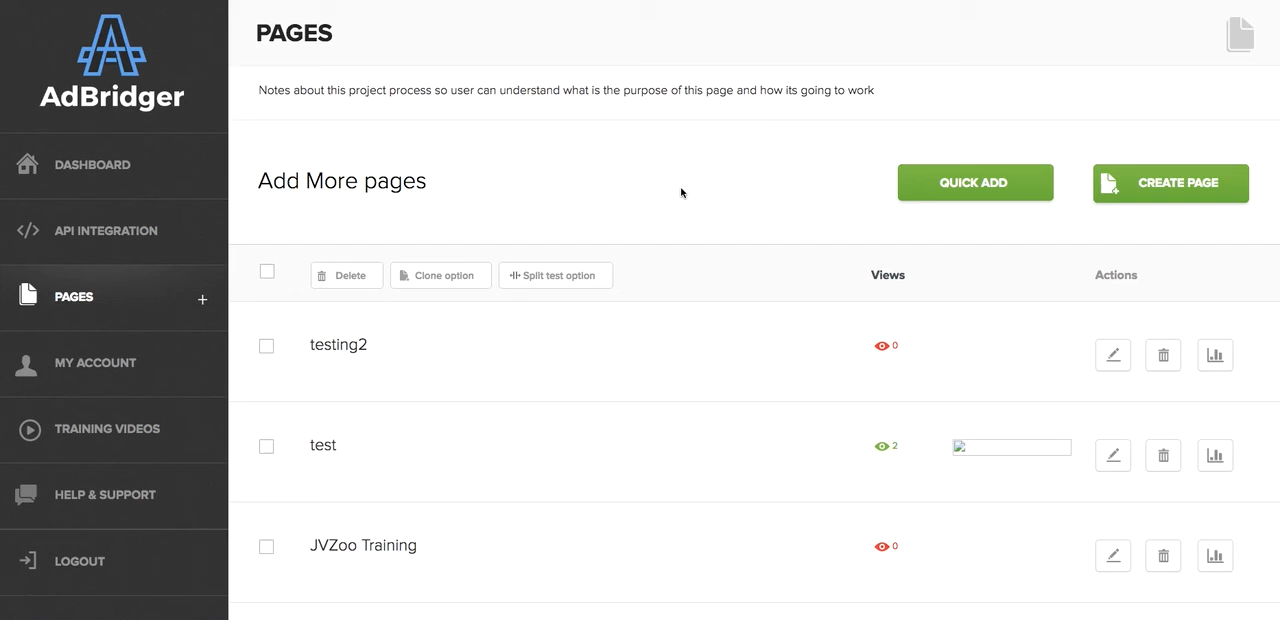 AdBridger
DASHBOARD
API INTEGRATION
PAGES +
MY ACCOUNT
TRAINING VIDEOS
HELP & SUPPORT
LOGOUT
PAGES
Notes about this project process so user can understand what is the purpose of this page and how its going to work
Add More pages
QUICK ADD
CREATE PAGE
Delete
Clone option
Split test option
Views
Actions
testing2
0
test
2
JVZoo Training
0